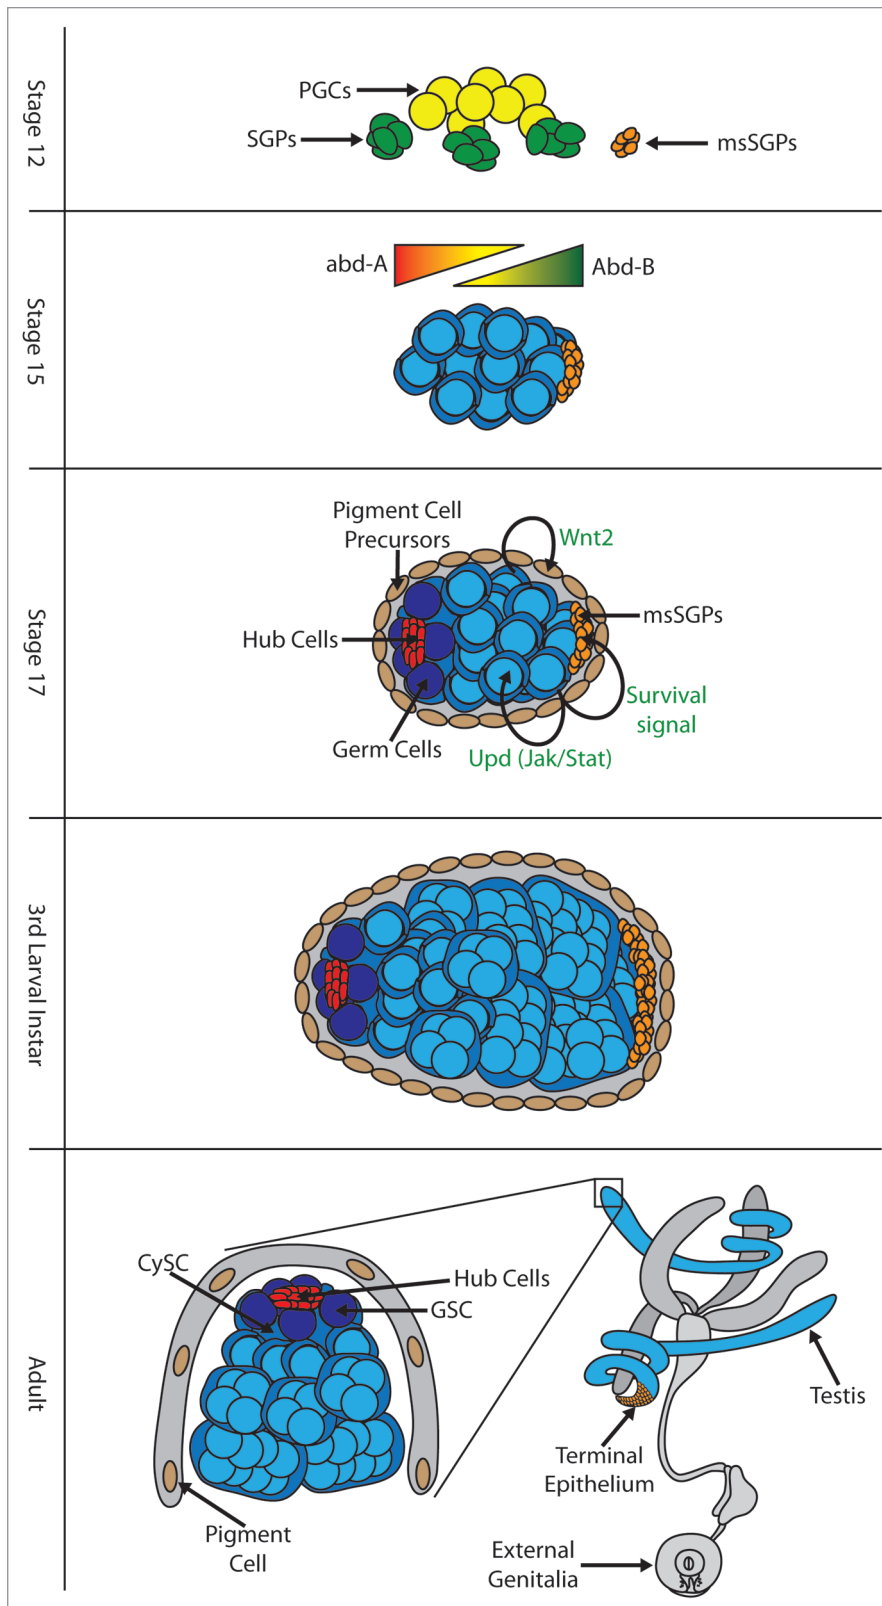 Stage 12
PGCs
SGPs
msSGPs
Stage 15
abd-A
Abd-B
Stage 17
Pigment Cell
Precursors
Wnt2
Hub Cells
msSGPs
Germ Cells
Survival
signal
Upd (Jak/Stat)
3rd Larval Instar
Adult
CySC
Hub Cells
GSC
Pigment
Cell
Testis
Terminal
Epithelium
External
Genitalia